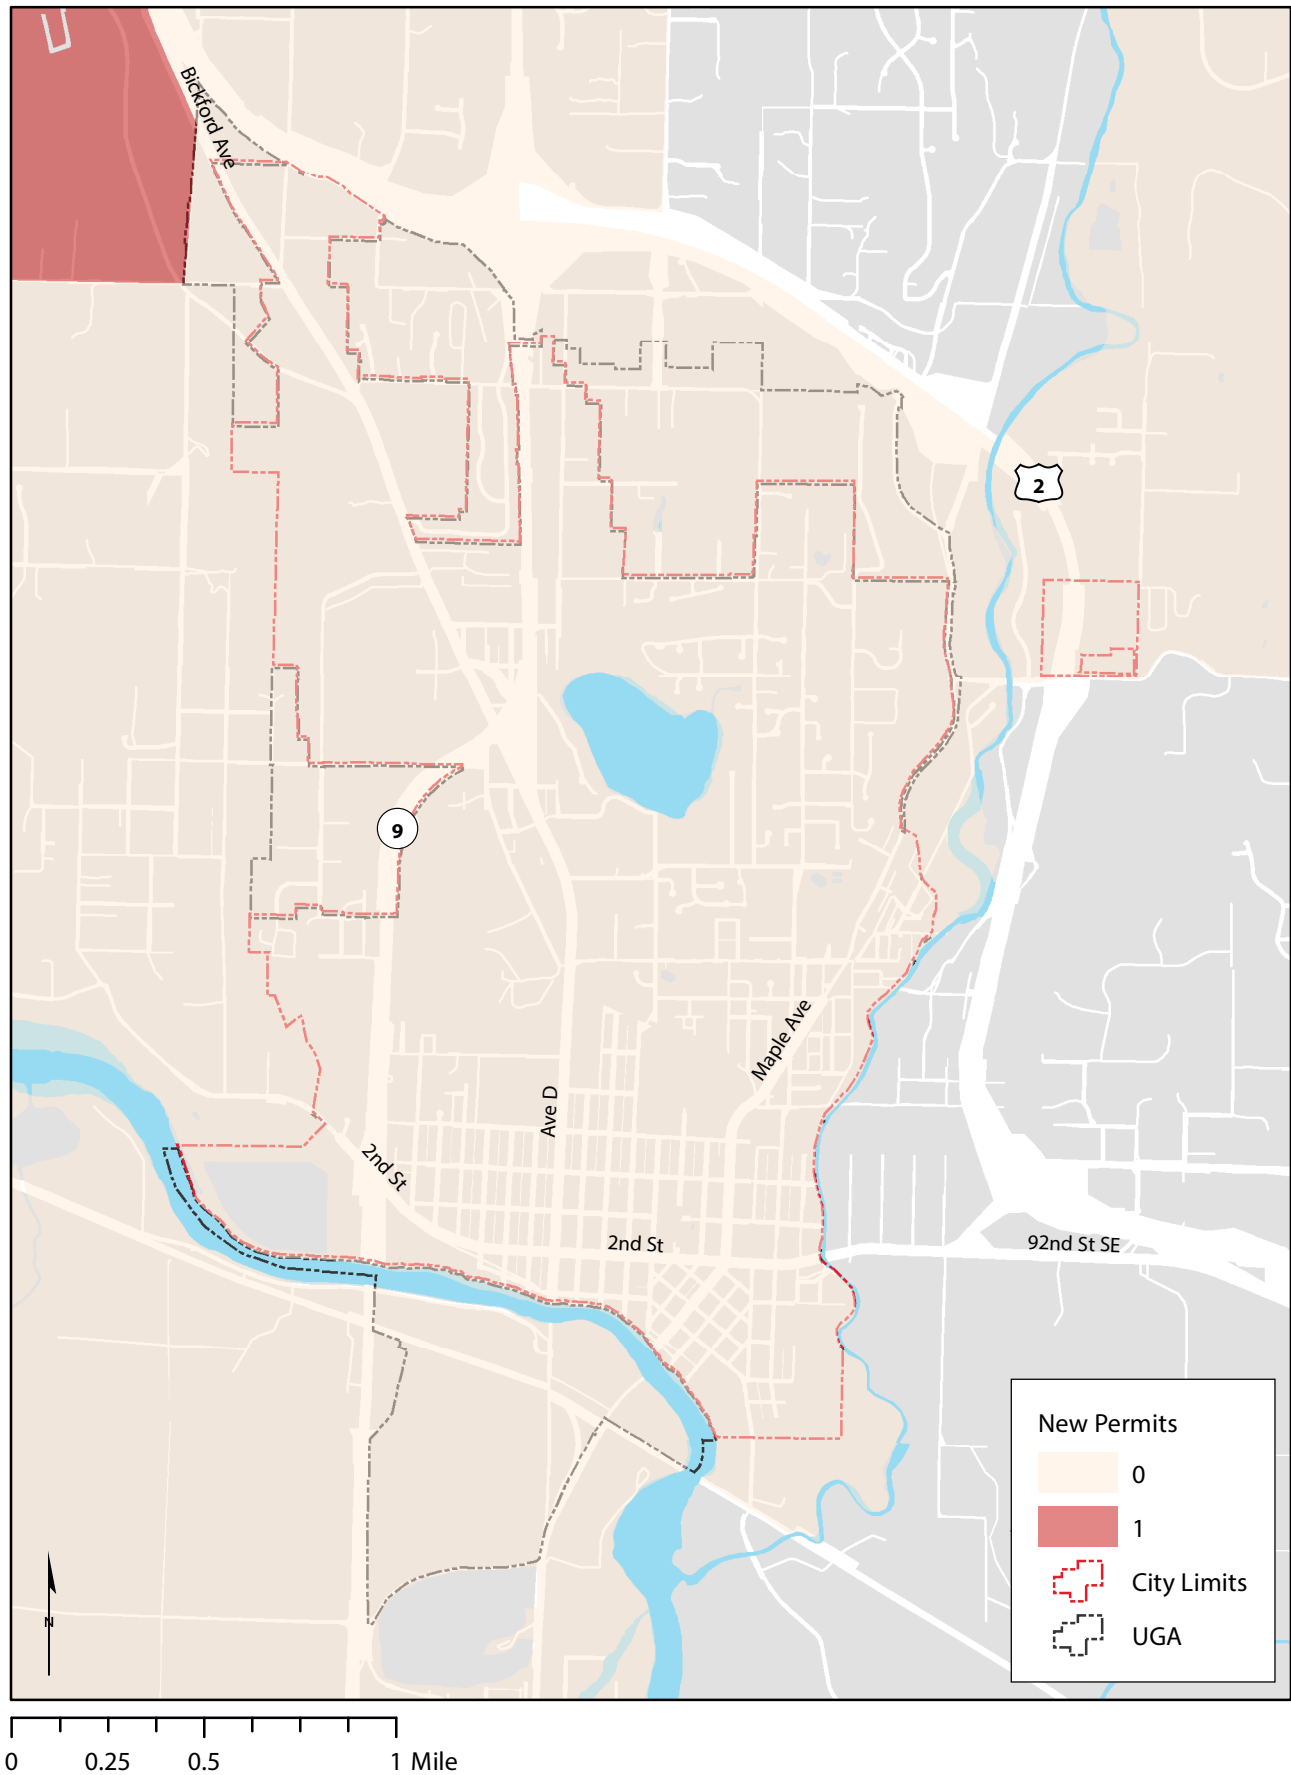 Bickford Ave
2
9
Maple Ave
Ave D
2nd St
2nd St
92nd St SE
New Permits
0
1
City Limits
UGA
N
0 0.25 0.5 1 Mile